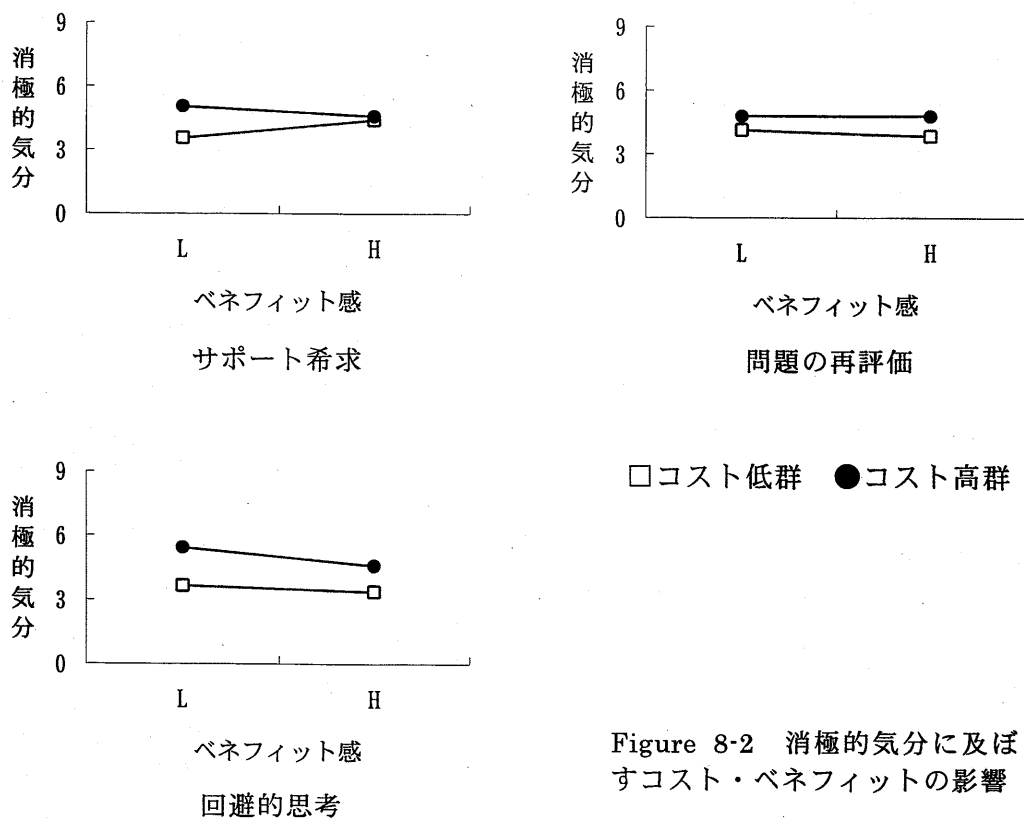 消極的気分
9
6
3
0
L H
ベネフィット感
サポート希求
消極的気分
9
6
3
0
L H
ベネフィット感
問題の再評価
消極的気分
9
6
3
0
L H
ベネフィット感
回避的思考
□コスト低群 ●コスト高群
Figure 8-2 消極的気分に及ぼ
すコスト・ベネフィットの影響